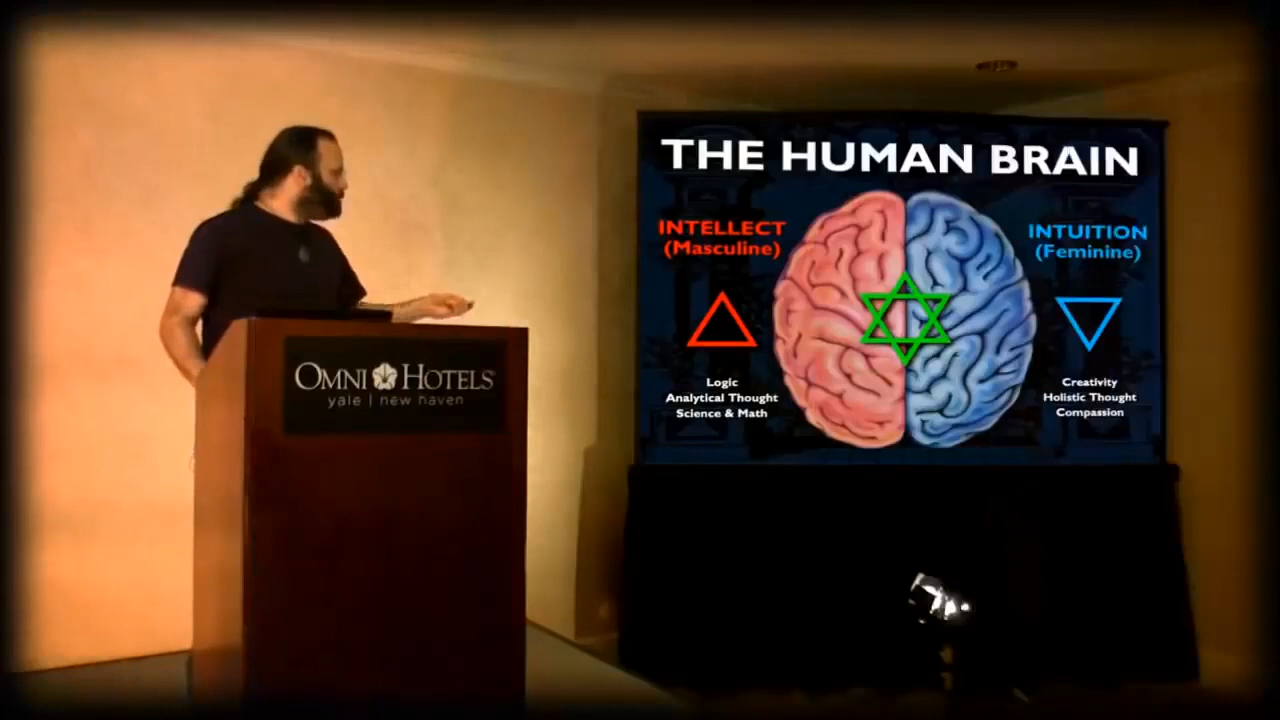 THE HUMAN BRAIN
INTELLECT
(Masculine)
INTUITION
(Feminine)
Logic
Analytical Thought
Science & Math
Creativity
Holistic Thought
Compassion
OMNI HOTELS
yale | new haven